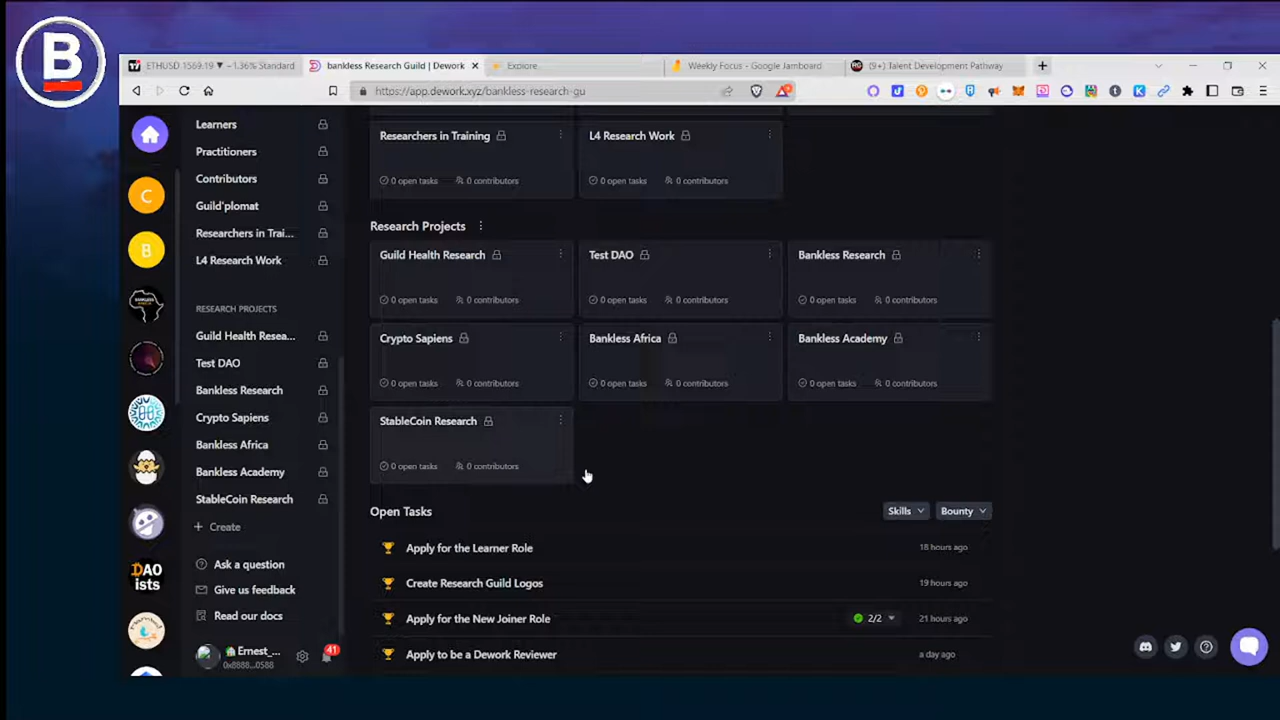 B
ETHUSD 1569.19 ▼ −1.36% Standard
bankless Research Guild | Dework
Explore
Weekly Focus - Google Jamboard
(9+) Talent Development Pathway
https://app.dework.xyz/bankless-research-gu
Learners
Practitioners
Contributors
Guild'plomat
Researchers in Trai...
L4 Research Work
RESEARCH PROJECTS
Guild Health Resea...
Test DAO
Bankless Research
Crypto Sapiens
Bankless Africa
Bankless Academy
StableCoin Research
+ Create
Ask a question
Give us feedback
Read our docs
Ernest_...
0x8888...0588
41
C
B
DAO
ists
Researchers in Training
0 open tasks 0 contributors
L4 Research Work
0 open tasks 0 contributors
Research Projects
Guild Health Research
0 open tasks 0 contributors
Test DAO
0 open tasks 0 contributors
Bankless Research
0 open tasks 0 contributors
Crypto Sapiens
0 open tasks 0 contributors
Bankless Africa
0 open tasks 0 contributors
Bankless Academy
0 open tasks 0 contributors
StableCoin Research
0 open tasks 0 contributors
Open Tasks Skills Bounty
Apply for the Learner Role 18 hours ago
Create Research Guild Logos 19 hours ago
Apply for the New Joiner Role 2/2 21 hours ago
Apply to be a Dework Reviewer a day ago